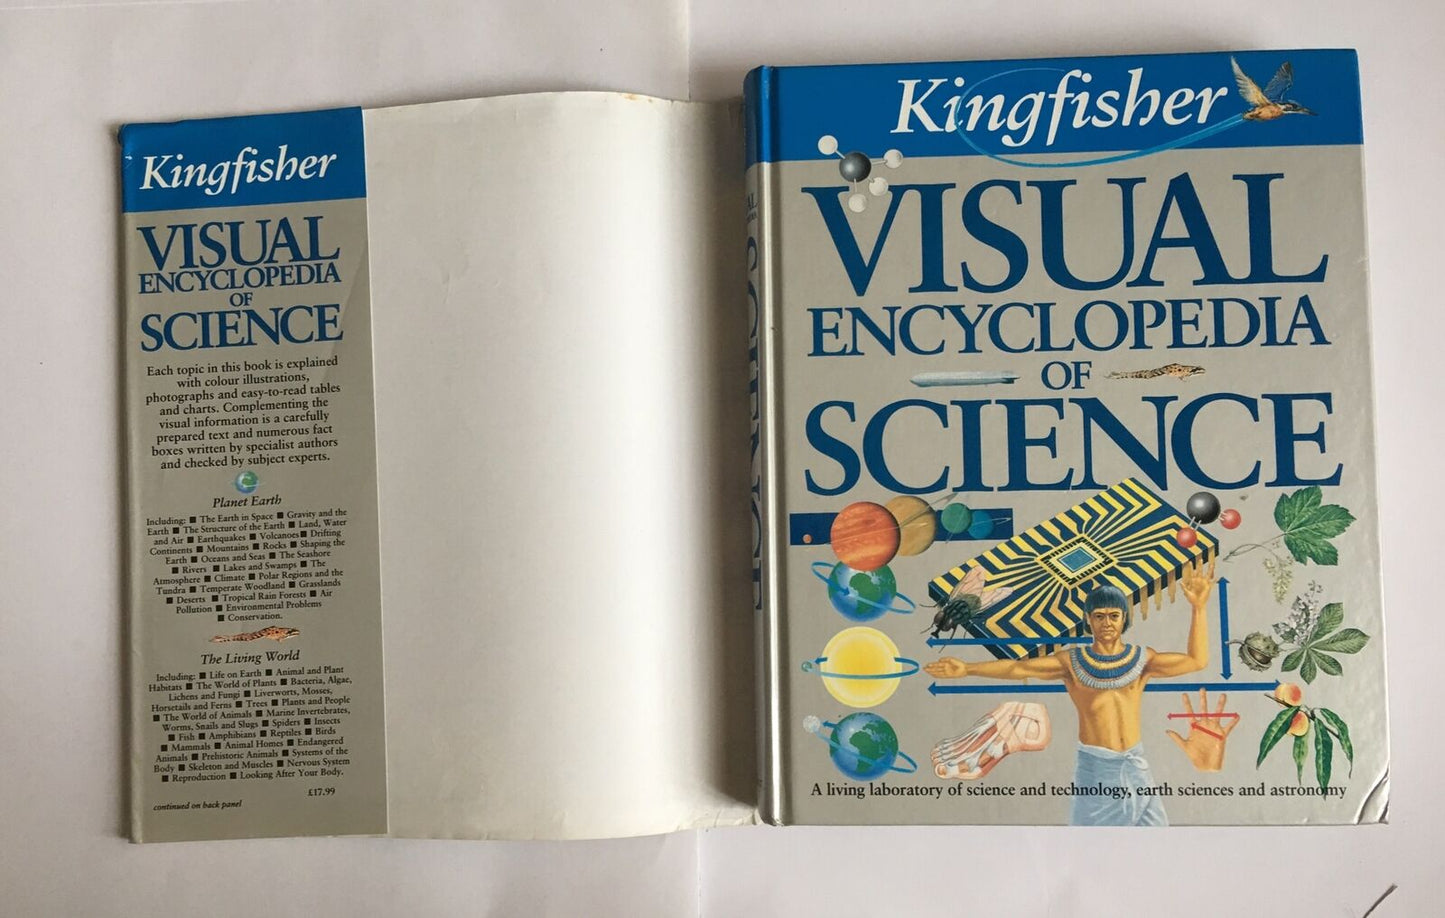 Kingfisher
VISUAL
ENCYCLOPEDIA
OF
SCIENCE
Each topic in this book is explained
with colour illustrations,
photographs and easy-to-read tables
and charts. Complementing the
visual information is a carefully
prepared text and numerous fact
boxes written by specialist authors
and checked by subject experts.
Planet Earth
Including: ■ The Earth in Space ■ Gravity and the
Earth ■ The Structure of the Earth ■ Land, Water
and Air ■ Earthquakes ■ Volcanoes ■ Drifting
Continents ■ Mountains ■ Rocks ■ Shaping the
Earth ■ Oceans and Seas ■ The Seashore
■ Rivers ■ Lakes and Swamps ■ The
Atmosphere ■ Climate ■ Polar Regions and the
Tundra ■ Temperate Woodland ■ Grasslands
■ Deserts ■ Tropical Rain Forests ■ Air
Pollution ■ Environmental Problems
■ Conservation.
The Living World
Including: ■ Life on Earth ■ Animal and Plant
Habitats ■ The World of Plants ■ Bacteria, Algae,
Lichens and Fungi ■ Liverworts, Mosses,
Horsetails and Ferns ■ Trees ■ Plants and People
■ The World of Animals ■ Marine Invertebrates,
Worms, Snails and Slugs ■ Spiders ■ Insects
■ Fish ■ Amphibians ■ Reptiles ■ Birds
■ Mammals ■ Animal Homes ■ Endangered
Animals ■ Prehistoric Animals ■ Systems of the
Body ■ Skeleton and Muscles ■ Nervous System
■ Reproduction ■ Looking After Your Body.
£17.99
continued on back panel
Kingfisher
VISUAL
ENCYCLOPEDIA
OF
SCIENCE
A living laboratory of science and technology, earth sciences and astronomy
SCIENCE